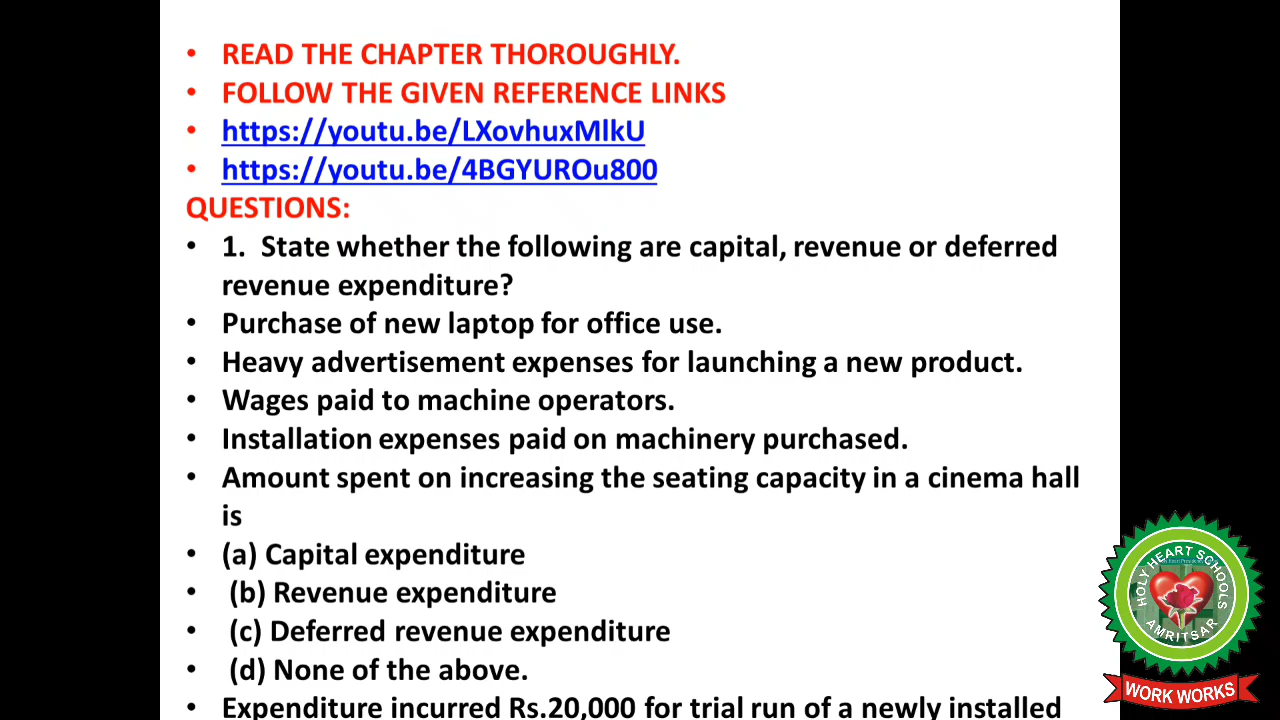 • READ THE CHAPTER THOROUGHLY.
• FOLLOW THE GIVEN REFERENCE LINKS
• https://youtu.be/LXovhuxMlkU
• https://youtu.be/4BGYUROu800
QUESTIONS:
• 1. State whether the following are capital, revenue or deferred
revenue expenditure?
• Purchase of new laptop for office use.
• Heavy advertisement expenses for launching a new product.
• Wages paid to machine operators.
• Installation expenses paid on machinery purchased.
• Amount spent on increasing the seating capacity in a cinema hall
is
• (a) Capital expenditure
• (b) Revenue expenditure
• (c) Deferred revenue expenditure
• (d) None of the above.
• Expenditure incurred Rs.20,000 for trial run of a newly installed
HOLY HEART SCHOOLS
AMRITSAR
WORK WORKS